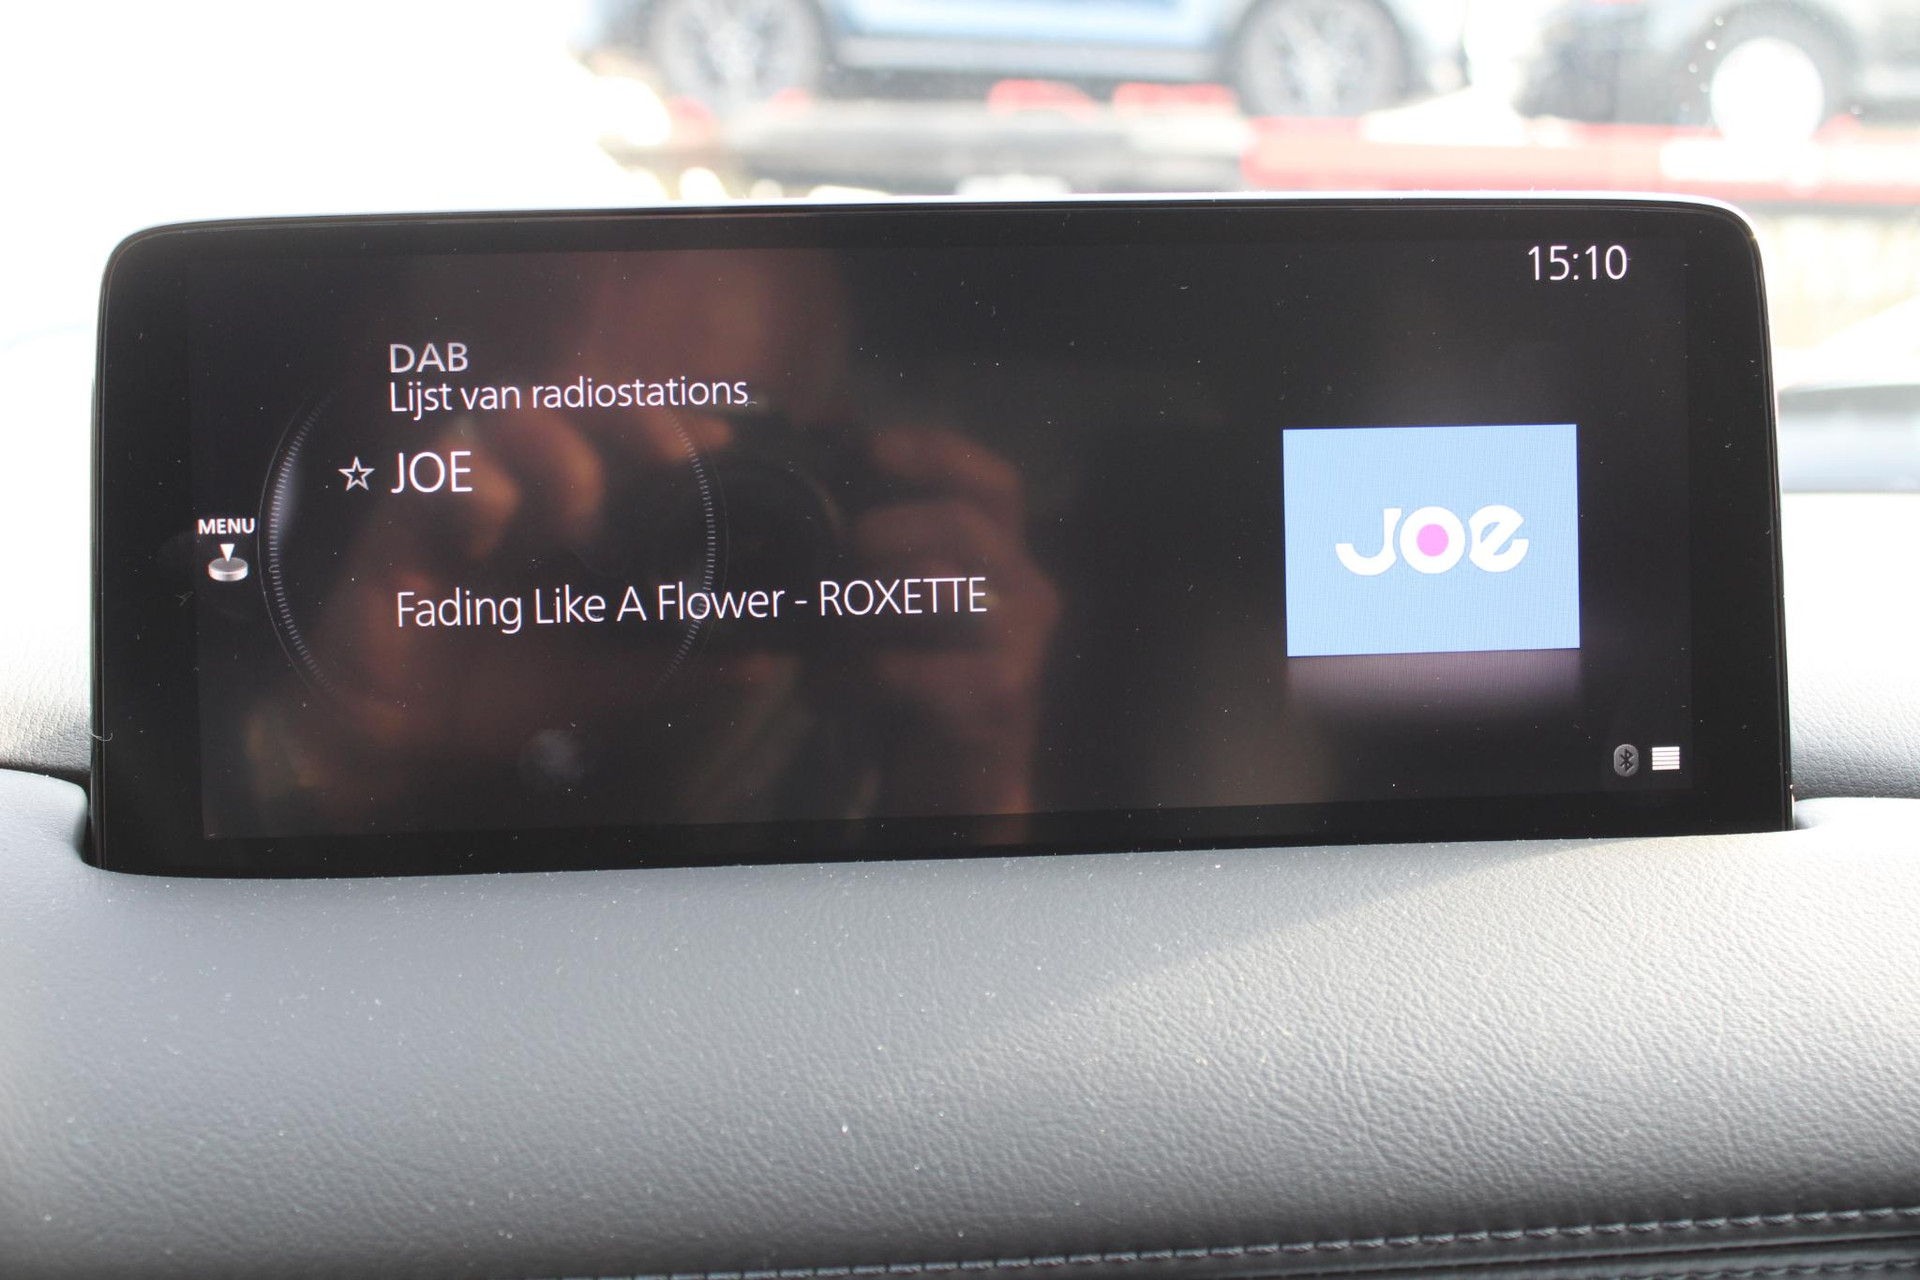 15:10
DAB
Lijst van radiostations
JOE
MENU
JOe
Fading Like A Flower - ROXETTE